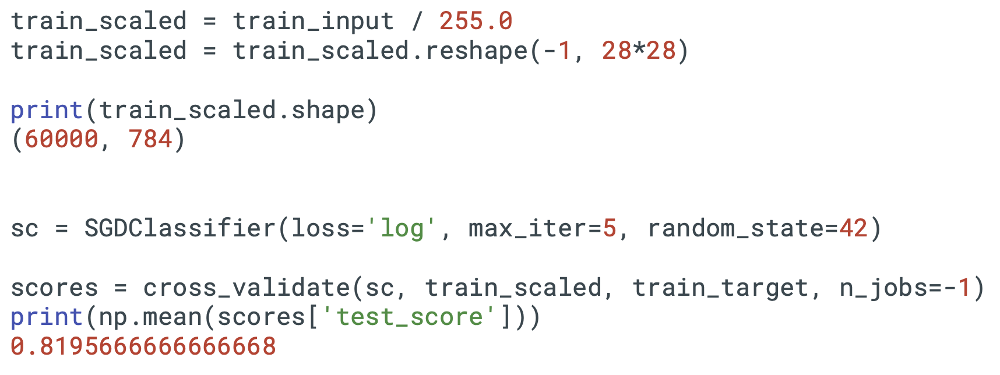 train_scaled = train_input / 255.0
train_scaled = train_scaled.reshape(-1, 28*28)
print(train_scaled.shape)
(60000, 784)
sc = SGDClassifier(loss='log', max_iter=5, random_state=42)
scores = cross_validate(sc, train_scaled, train_target, n_jobs=-1)
print(np.mean(scores['test_score']))
0.8195666666666668